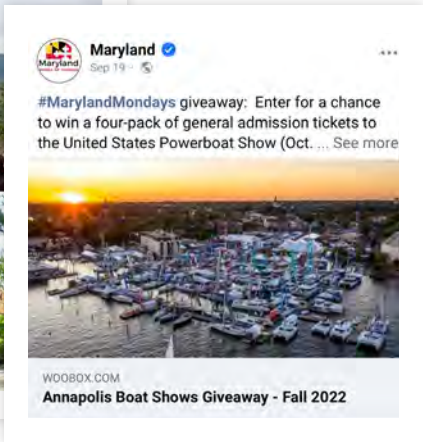 Maryland
Maryland
Sep 19
#MarylandMondays giveaway: Enter for a chance
to win a four-pack of general admission tickets to
the United States Powerboat Show (Oct. ... See more
WOOBOX.COM
Annapolis Boat Shows Giveaway - Fall 2022